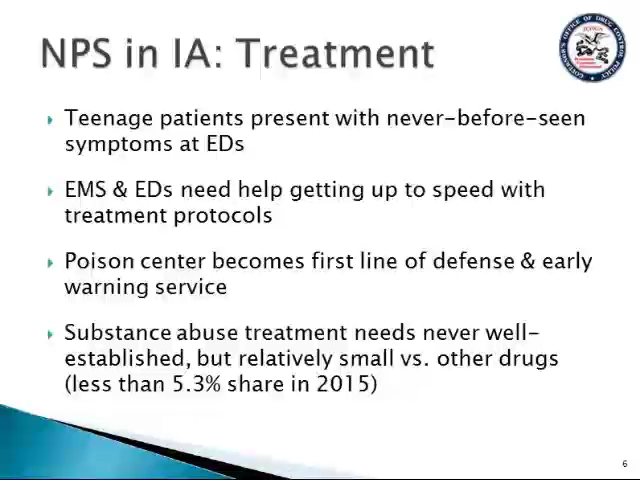 NPS in IA: Treatment
Teenage patients present with never-before-seen
symptoms at EDs
EMS & EDs need help getting up to speed with
treatment protocols
Poison center becomes first line of defense & early
warning service
Substance abuse treatment needs never well-
established, but relatively small vs. other drugs
(less than 5.3% share in 2015)
6